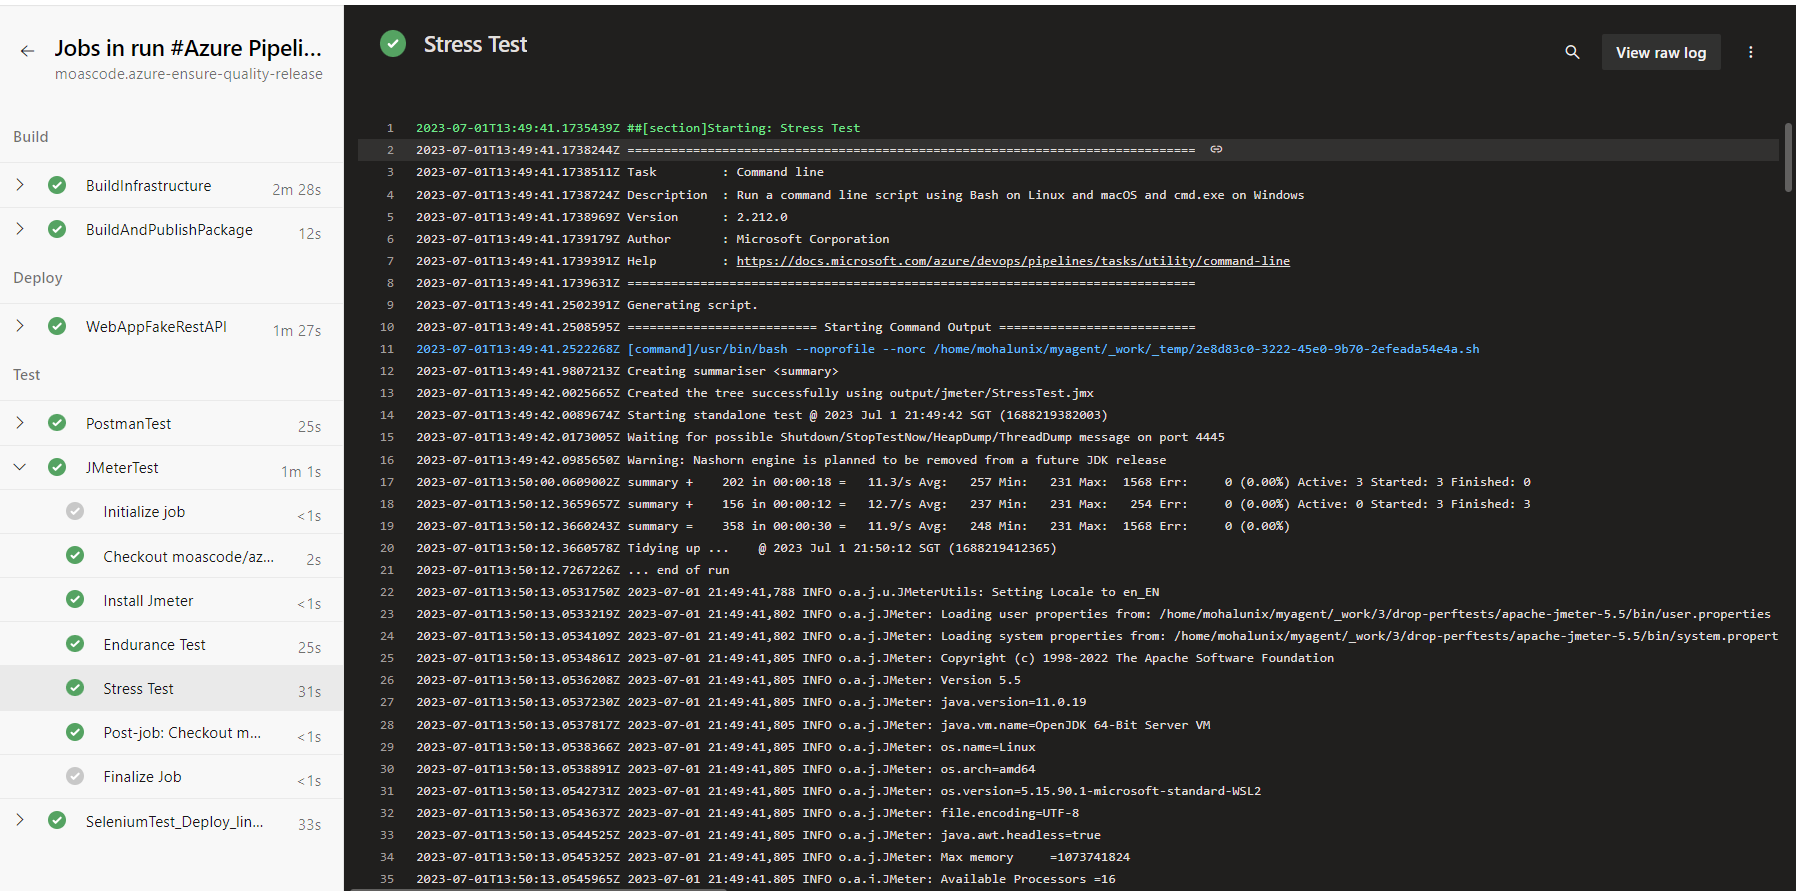 Jobs in run #Azure Pipeli...
moascode.azure-ensure-quality-release
Build
BuildInfrastructure 2m 28s
BuildAndPublishPackage 12s
Deploy
WebAppFakeRestAPI 1m 27s
Test
PostmanTest 25s
JMeterTest 1m 1s
Initialize job <1s
Checkout moascode/az... 2s
Install Jmeter <1s
Endurance Test 25s
Stress Test 31s
Post-job: Checkout m... <1s
Finalize Job <1s
SeleniumTest_Deploy_lin... 33s
Stress Test
View raw log
1 2023-07-01T13:49:41.1735439Z ##[section]Starting: Stress Test
2 2023-07-01T13:49:41.1738244Z ==============================================================================
3 2023-07-01T13:49:41.1738511Z Task         : Command line
4 2023-07-01T13:49:41.1738724Z Description  : Run a command line script using Bash on Linux and macOS and cmd.exe on Windows
5 2023-07-01T13:49:41.1738969Z Version      : 2.212.0
6 2023-07-01T13:49:41.1739179Z Author       : Microsoft Corporation
7 2023-07-01T13:49:41.1739391Z Help         : https://docs.microsoft.com/azure/devops/pipelines/tasks/utility/command-line
8 2023-07-01T13:49:41.1739631Z ==============================================================================
9 2023-07-01T13:49:41.2502391Z Generating script.
10 2023-07-01T13:49:41.2508595Z ========================== Starting Command Output ===========================
11 2023-07-01T13:49:41.2522268Z [command]/usr/bin/bash --noprofile --norc /home/mohalunix/myagent/_work/_temp/2e8d83c0-3222-45e0-9b70-2efeada54e4a.sh
12 2023-07-01T13:49:41.9807213Z Creating summariser <summary>
13 2023-07-01T13:49:42.0025665Z Created the tree successfully using output/jmeter/StressTest.jmx
14 2023-07-01T13:49:42.0089674Z Starting standalone test @ 2023 Jul 1 21:49:42 SGT (1688219382003)
15 2023-07-01T13:49:42.0173005Z Waiting for possible Shutdown/StopTestNow/HeapDump/ThreadDump message on port 4445
16 2023-07-01T13:49:42.0985650Z Warning: Nashorn engine is planned to be removed from a future JDK release
17 2023-07-01T13:50:00.0609002Z summary +    202 in 00:00:18 =   11.3/s Avg:   257 Min:   231 Max:  1568 Err:     0 (0.00%) Active: 3 Started: 3 Finished: 0
18 2023-07-01T13:50:12.3659657Z summary +    156 in 00:00:12 =   12.7/s Avg:   237 Min:   231 Max:   254 Err:     0 (0.00%) Active: 0 Started: 3 Finished: 3
19 2023-07-01T13:50:12.3660243Z summary =    358 in 00:00:30 =   11.9/s Avg:   248 Min:   231 Max:  1568 Err:     0 (0.00%)
20 2023-07-01T13:50:12.3660578Z Tidying up ...    @ 2023 Jul 1 21:50:12 SGT (1688219412365)
21 2023-07-01T13:50:12.7267226Z ... end of run
22 2023-07-01T13:50:13.0531750Z 2023-07-01 21:49:41,788 INFO o.a.j.u.JMeterUtils: Setting Locale to en_EN
23 2023-07-01T13:50:13.0533219Z 2023-07-01 21:49:41,802 INFO o.a.j.JMeter: Loading user properties from: /home/mohalunix/myagent/_work/3/drop-perftests/apache-jmeter-5.5/bin/user.properties
24 2023-07-01T13:50:13.0534109Z 2023-07-01 21:49:41,802 INFO o.a.j.JMeter: Loading system properties from: /home/mohalunix/myagent/_work/3/drop-perftests/apache-jmeter-5.5/bin/system.propert
25 2023-07-01T13:50:13.0534861Z 2023-07-01 21:49:41,805 INFO o.a.j.JMeter: Copyright (c) 1998-2022 The Apache Software Foundation
26 2023-07-01T13:50:13.0536208Z 2023-07-01 21:49:41,805 INFO o.a.j.JMeter: Version 5.5
27 2023-07-01T13:50:13.0537230Z 2023-07-01 21:49:41,805 INFO o.a.j.JMeter: java.version=11.0.19
28 2023-07-01T13:50:13.0537817Z 2023-07-01 21:49:41,805 INFO o.a.j.JMeter: java.vm.name=OpenJDK 64-Bit Server VM
29 2023-07-01T13:50:13.0538366Z 2023-07-01 21:49:41,805 INFO o.a.j.JMeter: os.name=Linux
30 2023-07-01T13:50:13.0538891Z 2023-07-01 21:49:41,805 INFO o.a.j.JMeter: os.arch=amd64
31 2023-07-01T13:50:13.0542731Z 2023-07-01 21:49:41,805 INFO o.a.j.JMeter: os.version=5.15.90.1-microsoft-standard-WSL2
32 2023-07-01T13:50:13.0543637Z 2023-07-01 21:49:41,805 INFO o.a.j.JMeter: file.encoding=UTF-8
33 2023-07-01T13:50:13.0544525Z 2023-07-01 21:49:41,805 INFO o.a.j.JMeter: java.awt.headless=true
34 2023-07-01T13:50:13.0545325Z 2023-07-01 21:49:41,805 INFO o.a.j.JMeter: Max memory     =1073741824
35 2023-07-01T13:50:13.0545965Z 2023-07-01 21:49:41,805 INFO o.a.j.JMeter: Available Processors =16